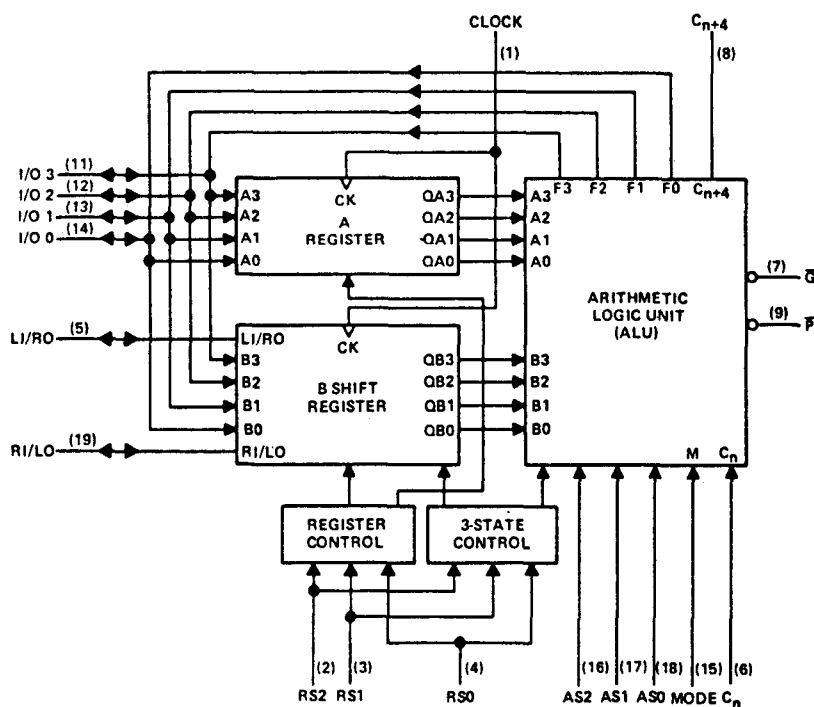 CLOCK
(1)
Cn+4
(8)
I/O 3 (11)
I/O 2 (12)
I/O 1 (13)
I/O 0 (14)
A3
A2
A1
A0
CK
A
REGISTER
QA3
QA2
QA1
QA0
F3 F2 F1 F0 Cn+4
A3
A2
A1
A0
ARITHMETIC
LOGIC UNIT
(ALU)
(7) G̅
(9) P̅
LI/RO (5)
LI/RO
CK
B3
B2
B1
B0
B SHIFT
REGISTER
QB3
QB2
QB1
QB0
B3
B2
B1
B0
RI/LO (19)
RI/LO
M Cn
REGISTER
CONTROL
3-STATE
CONTROL
(2) (3) (4) (16) (17) (18) (15) (6)
RS2 RS1 RS0 AS2 AS1 AS0 MODE Cn